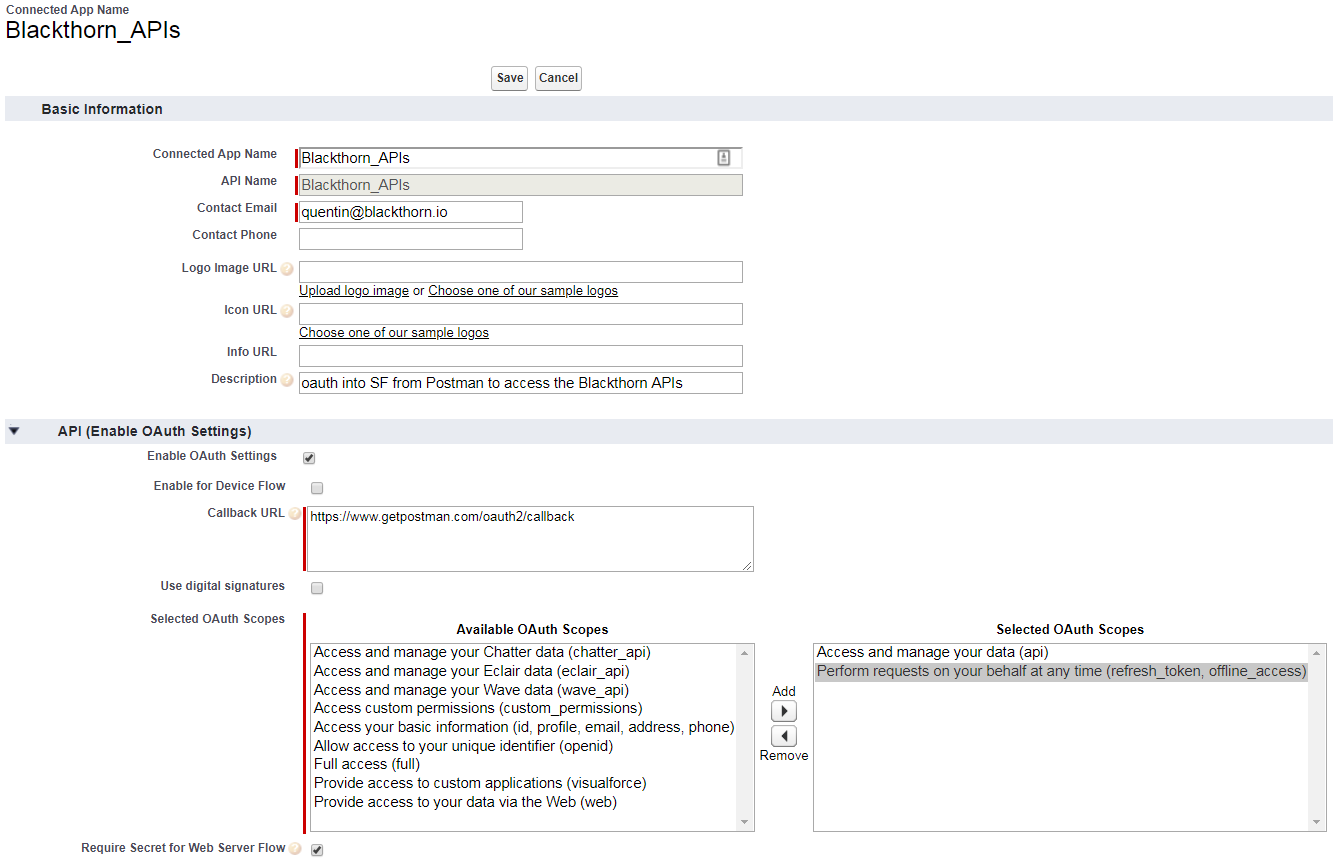 Connected App Name
Blackthorn_APIs
Save Cancel
Basic Information
Connected App Name Blackthorn_APIs
API Name Blackthorn_APIs
Contact Email quentin@blackthorn.io
Contact Phone
Logo Image URL ?
Upload logo image or Choose one of our sample logos
Icon URL ?
Choose one of our sample logos
Info URL
Description ? oauth into SF from Postman to access the Blackthorn APIs
API (Enable OAuth Settings)
Enable OAuth Settings
Enable for Device Flow
Callback URL ? https://www.getpostman.com/oauth2/callback
Use digital signatures
Selected OAuth Scopes
Available OAuth Scopes
Access and manage your Chatter data (chatter_api)
Access and manage your Eclair data (eclair_api)
Access and manage your Wave data (wave_api)
Access custom permissions (custom_permissions)
Access your basic information (id, profile, email, address, phone)
Allow access to your unique identifier (openid)
Full access (full)
Provide access to custom applications (visualforce)
Provide access to your data via the Web (web)
Add
Remove
Selected OAuth Scopes
Access and manage your data (api)
Perform requests on your behalf at any time (refresh_token, offline_access)
Require Secret for Web Server Flow ?